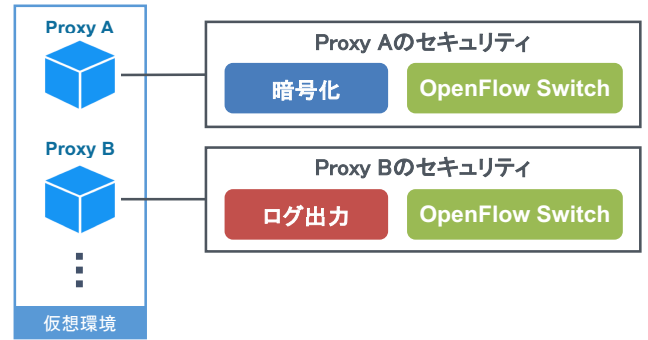 Proxy A
Proxy Aのセキュリティ
暗号化
OpenFlow Switch
Proxy B
Proxy Bのセキュリティ
ログ出力
OpenFlow Switch
仮想環境